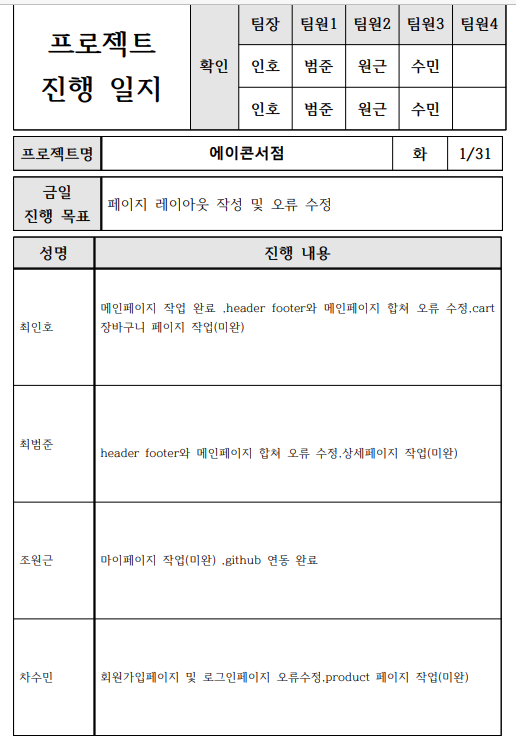 프로젝트
진행 일지
확인
팀장 팀원1 팀원2 팀원3 팀원4
인호 범준 원근 수민
인호 범준 원근 수민
프로젝트명 에이콘서점 화 1/31
금일
진행 목표
페이지 레이아웃 작성 및 오류 수정
성명 진행 내용
최인호
메인페이지 작업 완료 ,header footer와 메인페이지 합쳐 오류 수정,cart
장바구니 페이지 작업(미완)
최범준
header footer와 메인페이지 합쳐 오류 수정,상세페이지 작업(미완)
조원근
마이페이지 작업(미완) ,github 연동 완료
차수민
회원가입페이지 및 로그인페이지 오류수정,product 페이지 작업(미완)